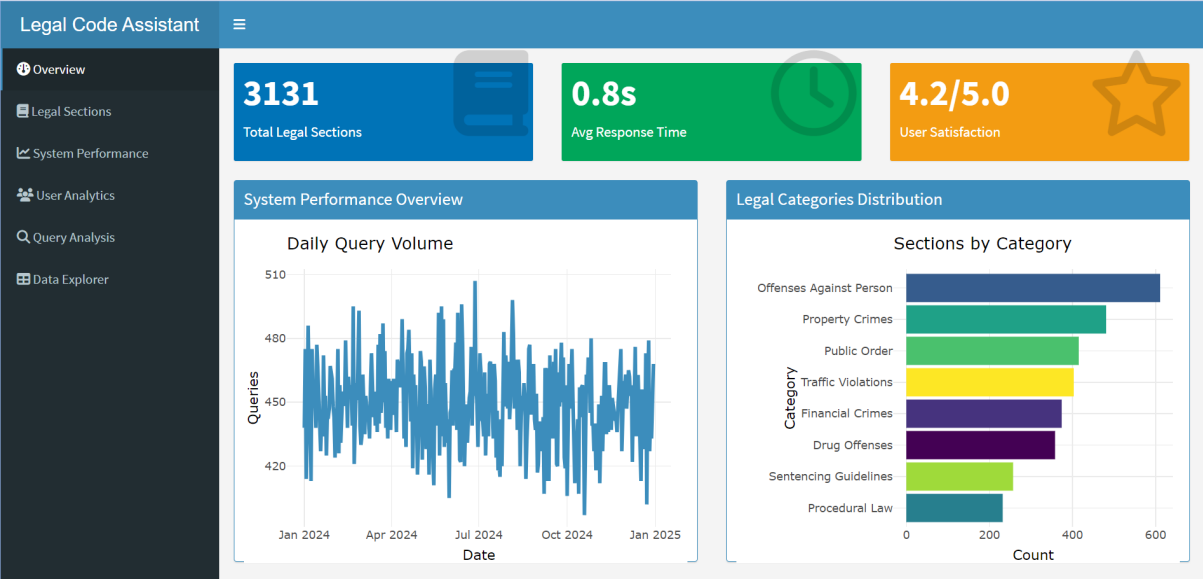 Legal Code Assistant
Overview
Legal Sections
System Performance
User Analytics
Query Analysis
Data Explorer
3131
Total Legal Sections
0.8s
Avg Response Time
4.2/5.0
User Satisfaction
System Performance Overview
Daily Query Volume
510
480
450
420
Queries
Jan 2024 Apr 2024 Jul 2024 Oct 2024 Jan 2025
Date
Legal Categories Distribution
Sections by Category
Category
Offenses Against Person
Property Crimes
Public Order
Traffic Violations
Financial Crimes
Drug Offenses
Sentencing Guidelines
Procedural Law
0 200 400 600
Count